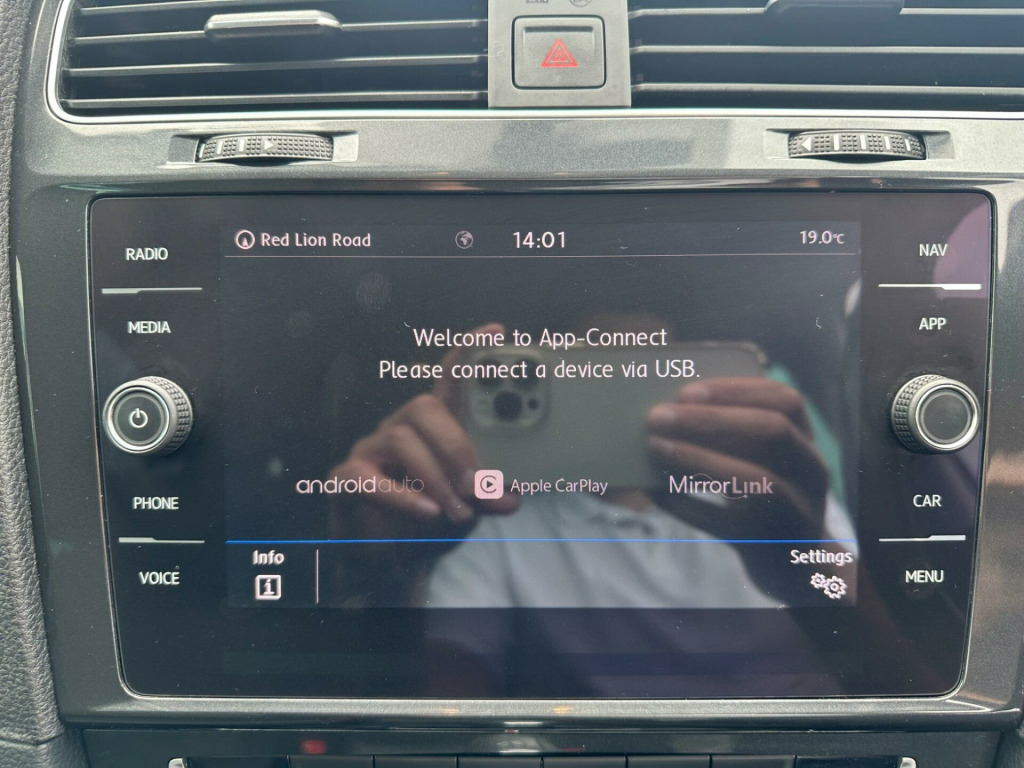 RADIO
MEDIA
PHONE
VOICE
Red Lion Road
14:01
19.0°C
Welcome to App-Connect
Please connect a device via USB.
androidauto
Apple CarPlay
MirrorLink
Info
i
Settings
NAV
APP
CAR
MENU